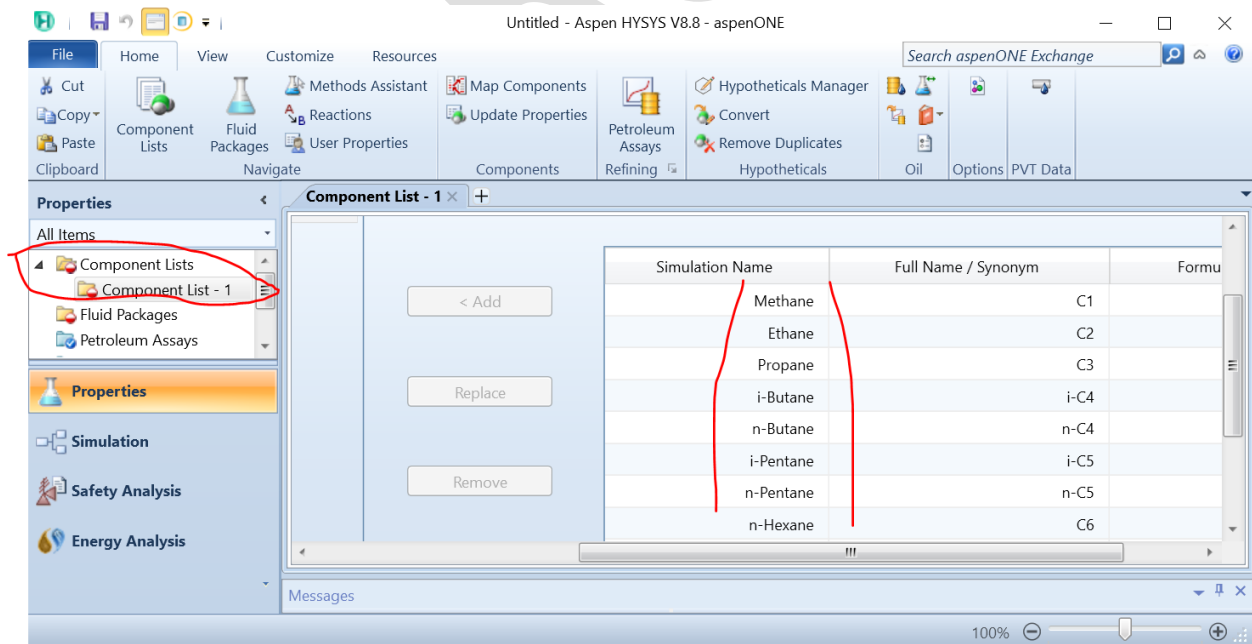 Untitled - Aspen HYSYS V8.8 - aspenONE
File Home View Customize Resources Search aspenONE Exchange
Cut
Copy
Paste
Clipboard
Component Lists
Fluid Packages
Methods Assistant
Reactions
User Properties
Navigate
Map Components
Update Properties
Components
Petroleum Assays
Refining
Hypotheticals Manager
Convert
Remove Duplicates
Hypotheticals
Oil
Options
PVT Data
Properties
All Items
Component Lists
Component List - 1
Fluid Packages
Petroleum Assays
Properties
Simulation
Safety Analysis
Energy Analysis
Component List - 1
< Add
Replace
Remove
Simulation Name Full Name / Synonym Formu
Methane C1
Ethane C2
Propane C3
i-Butane i-C4
n-Butane n-C4
i-Pentane i-C5
n-Pentane n-C5
n-Hexane C6
Messages
100%